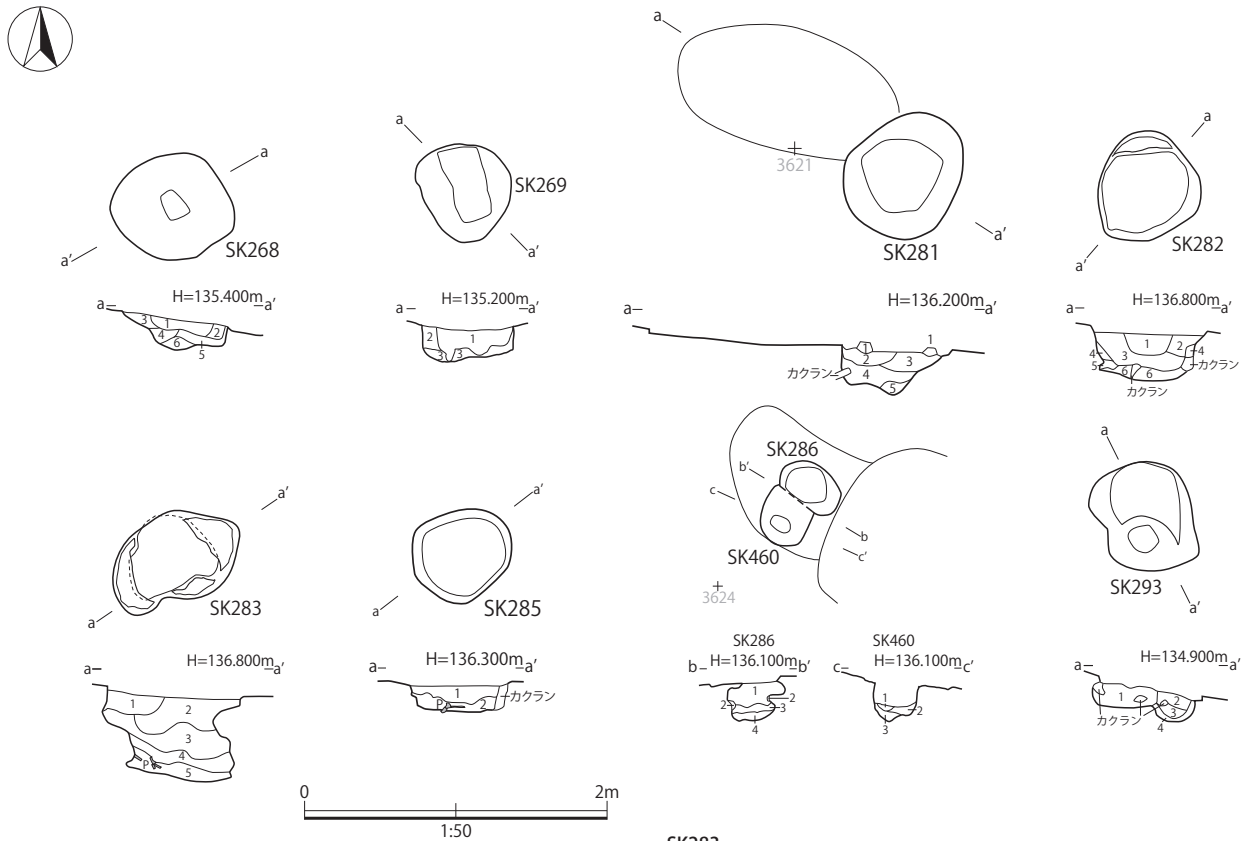 a
3621
a'
SK281
a
a'
SK268
a
SK269
a'
a
SK282
a'
a
H=135.400m
a'
1
2
3
4
5
6
a
H=135.200m
a'
1
2
3
3
a
H=136.200m
a'
1
1
2
3
4
5
カクラン
a
H=136.800m
a'
1
2
3
4
4
5
6
6
カクラン
カクラン
a'
SK283
a
a'
SK285
a
SK286
b'
c
b
c'
SK460
3624
a
SK293
a'
a
H=136.800m
a'
1
2
3
4
P
5
a
H=136.300m
a'
1
P
2
カクラン
SK286
b
H=136.100m
b'
1
2
2
3
4
SK460
c
H=136.100m
c'
1
2
3
a
H=134.900m
a'
1
2
3
4
カクラン
0
2m
1:50